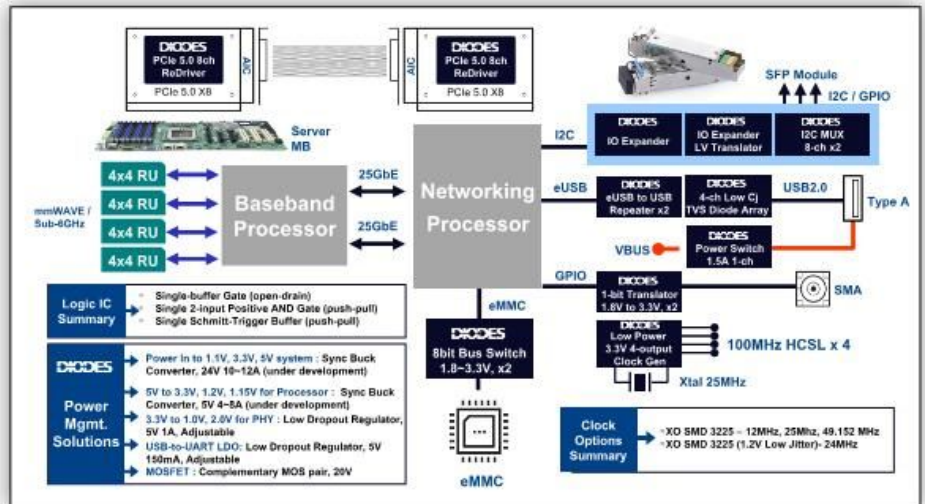 DIODES
PCIe 5.0 8ch
ReDriver
PCIe 5.0 X8
AIC
AIC
DIODES
PCIe 5.0 8ch
ReDriver
PCIe 5.0 X8
SFP Module
I2C / GPIO
Server
MB
I2C
DIODES
IO Expander
DIODES
IO Expander
LV Translator
DIODES
I2C MUX
8-ch x2
mmWAVE /
Sub-6GHz
4x4 RU
4x4 RU
4x4 RU
4x4 RU
Baseband
Processor
25GbE
25GbE
Networking
Processor
eUSB
DIODES
eUSB to USB
Repeater x2
DIODES
4-ch Low Cj
TVS Diode Array
USB2.0
Type A
VBUS
DIODES
Power Switch
1.5A 1-ch
GPIO
DIODES
1-bit Translator
1.8V to 3.3V, x2
SMA
eMMC
DIODES
8bit Bus Switch
1.8~3.3V, x2
eMMC
DIODES
Low Power
3.3V 4-output
Clock Gen
100MHz HCSL x 4
Xtal 25MHz
Logic IC
Summary
Single-buffer Gate (open-drain)
Single 2-input Positive AND Gate (push-pull)
Single Schmitt-Trigger Buffer (push-pull)
DIODES
Power
Mgmt.
Solutions
Power in to 1.1V, 3.3V, 5V system : Sync Buck
Converter, 24V 10~12A (under development)
5V to 3.3V, 1.2V, 1.15V for Processor : Sync Buck
Converter, 5V 4~8A (under development)
3.3V to 1.0V, 2.0V for PHY : Low Dropout Regulator,
5V 1A, Adjustable
USB-to-UART LDO: Low Dropout Regulator, 5V
150mA, Adjustable
MOSFET : Complementary MOS pair, 20V
Clock
Options
Summary
XO SMD 3225 – 12MHz, 25Mhz, 49.152 MHz
XO SMD 3225 (1.2V Low Jitter)- 24MHz